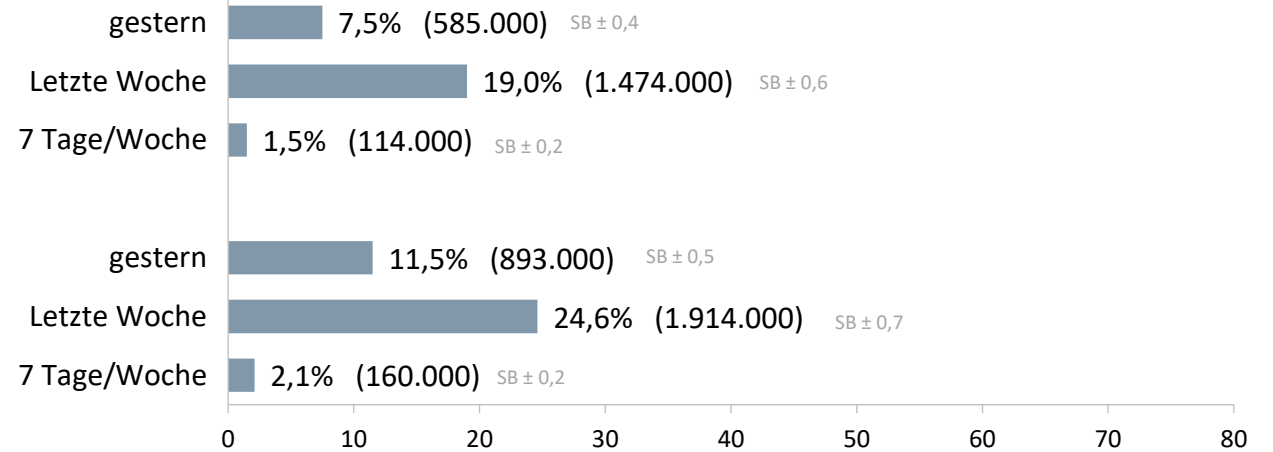 gestern 7,5% (585.000) SB ± 0,4
Letzte Woche 19,0% (1.474.000) SB ± 0,6
7 Tage/Woche 1,5% (114.000) SB ± 0,2
gestern 11,5% (893.000) SB ± 0,5
Letzte Woche 24,6% (1.914.000) SB ± 0,7
7 Tage/Woche 2,1% (160.000) SB ± 0,2
0 10 20 30 40 50 60 70 80